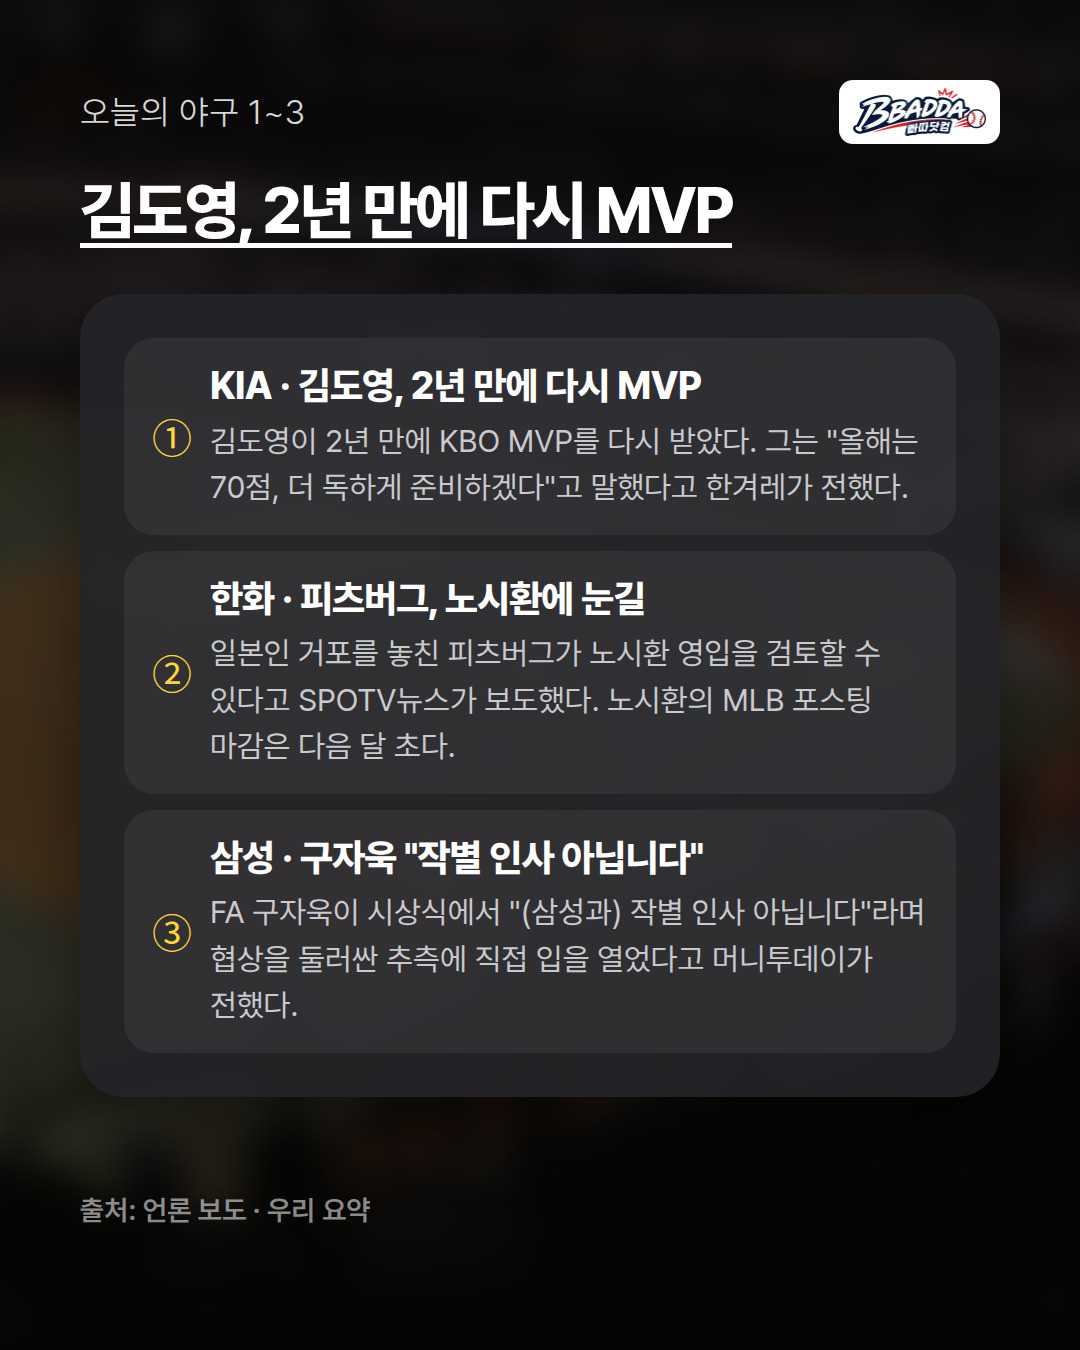 오늘의 야구 1~3
BBADDA
빠따닷컴
김도영, 2년 만에 다시 MVP
KIA · 김도영, 2년 만에 다시 MVP
① 김도영이 2년 만에 KBO MVP를 다시 받았다. 그는 "올해는
70점, 더 독하게 준비하겠다"고 말했다고 한겨레가 전했다.
한화 · 피츠버그, 노시환에 눈길
일본인 거포를 놓친 피츠버그가 노시환 영입을 검토할 수
② 있다고 SPOTV뉴스가 보도했다. 노시환의 MLB 포스팅
마감은 다음 달 초다.
삼성 · 구자욱 "작별 인사 아닙니다"
FA 구자욱이 시상식에서 "(삼성과) 작별 인사 아닙니다"라며
③ 협상을 둘러싼 추측에 직접 입을 열었다고 머니투데이가
전했다.
출처: 언론 보도 · 우리 요약